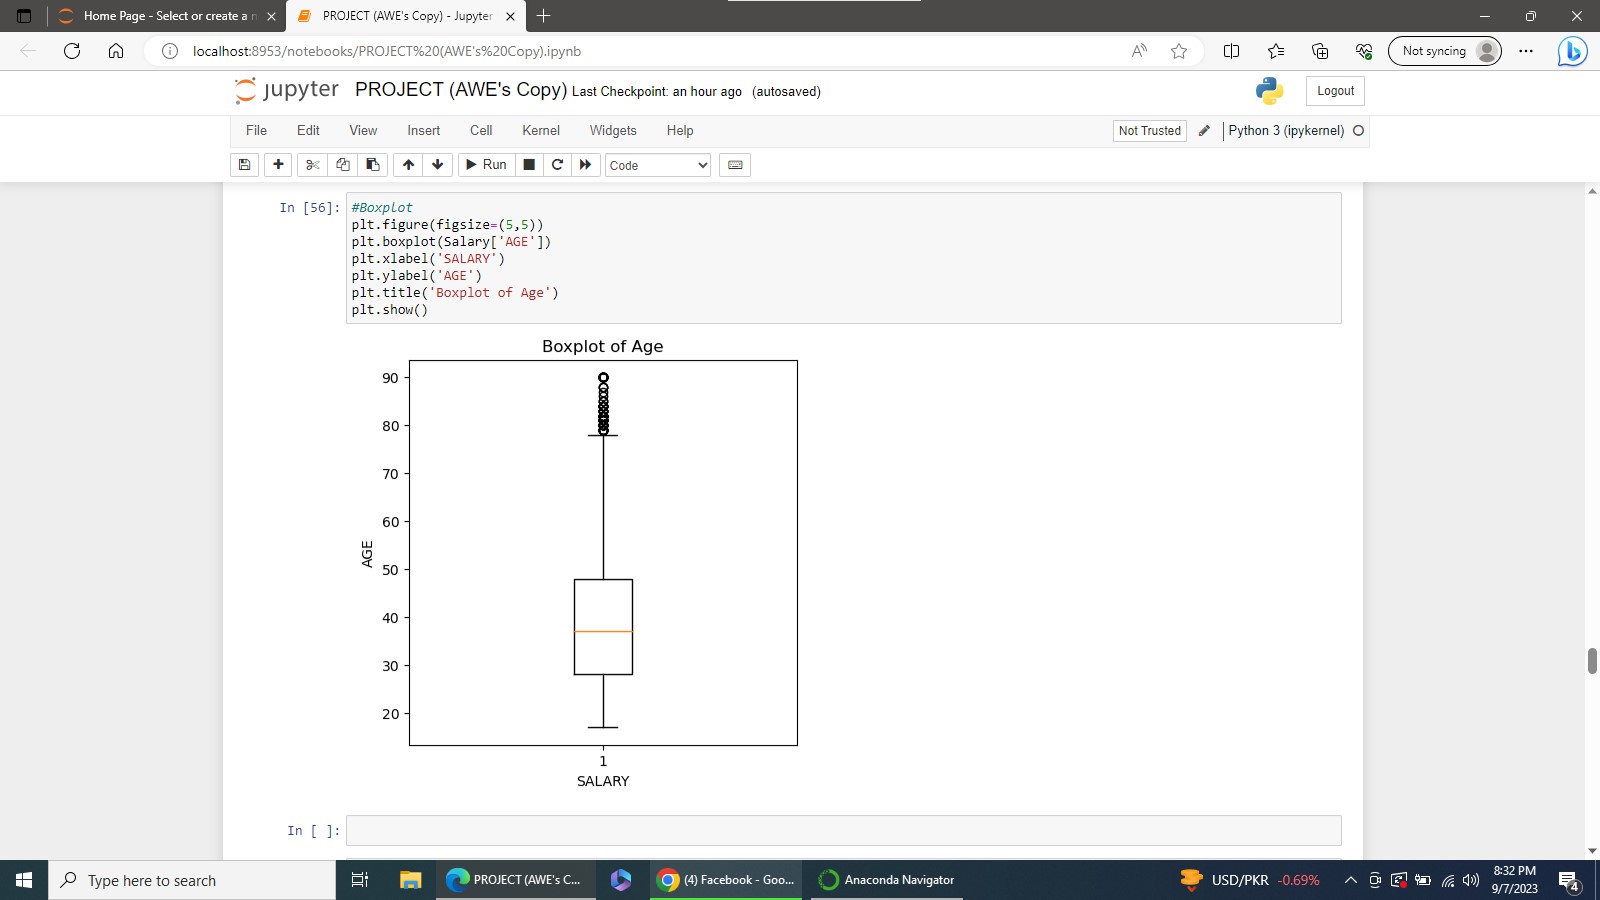 Home Page - Select or create a n
PROJECT (AWE's Copy) - Jupyter
localhost:8953/notebooks/PROJECT%20(AWE's%20Copy).ipynb
Not syncing
jupyter PROJECT (AWE's Copy) Last Checkpoint: an hour ago (autosaved)
Logout
File Edit View Insert Cell Kernel Widgets Help
Not Trusted
Python 3 (ipykernel)
Run
Code
In [56]:
#Boxplot
plt.figure(figsize=(5,5))
plt.boxplot(Salary['AGE'])
plt.xlabel('SALARY')
plt.ylabel('AGE')
plt.title('Boxplot of Age')
plt.show()
Boxplot of Age
90
80
70
60
50
40
30
20
AGE
1
SALARY
In [ ]:
Type here to search
PROJECT (AWE's C...
(4) Facebook - Goo...
Anaconda Navigator
USD/PKR -0.69%
8:32 PM
9/7/2023
4